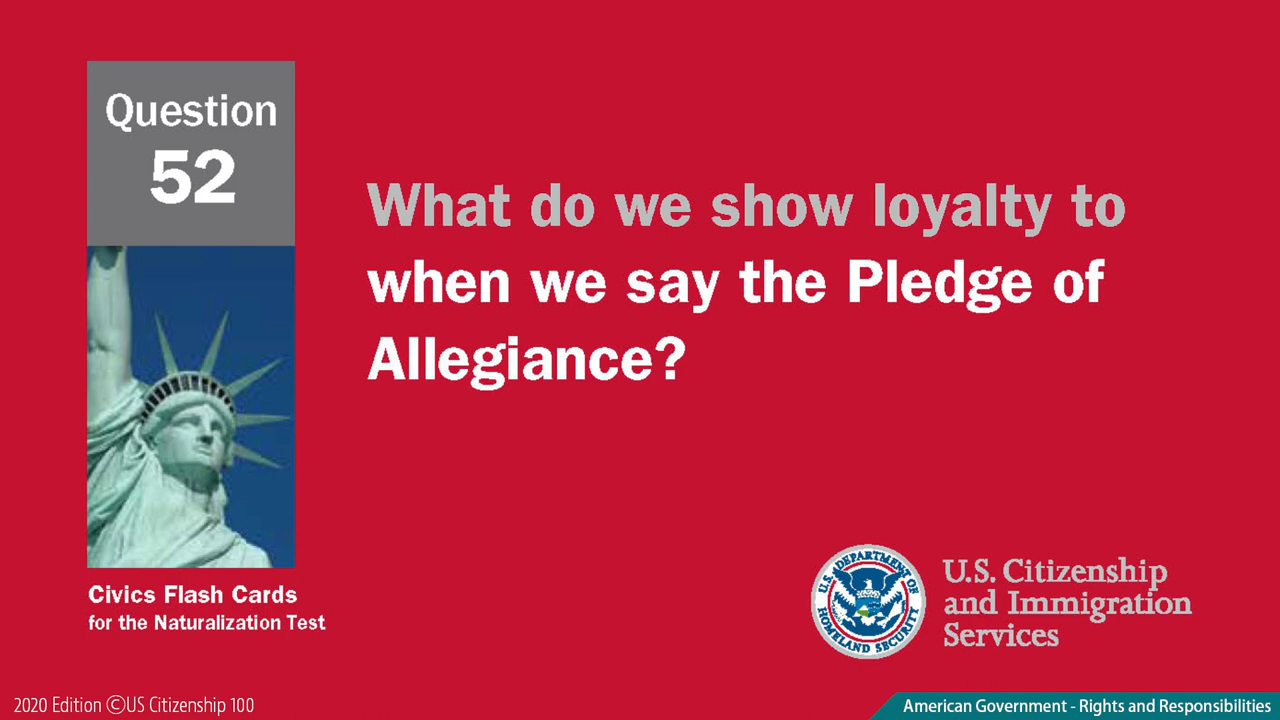 Question
52
What do we show loyalty to
when we say the Pledge of
Allegiance?
Civics Flash Cards
for the Naturalization Test
U.S. DEPARTMENT OF
HOMELAND SECURITY
U.S. Citizenship
and Immigration
Services
2020 Edition ©US Citizenship 100
American Government - Rights and Responsibilities